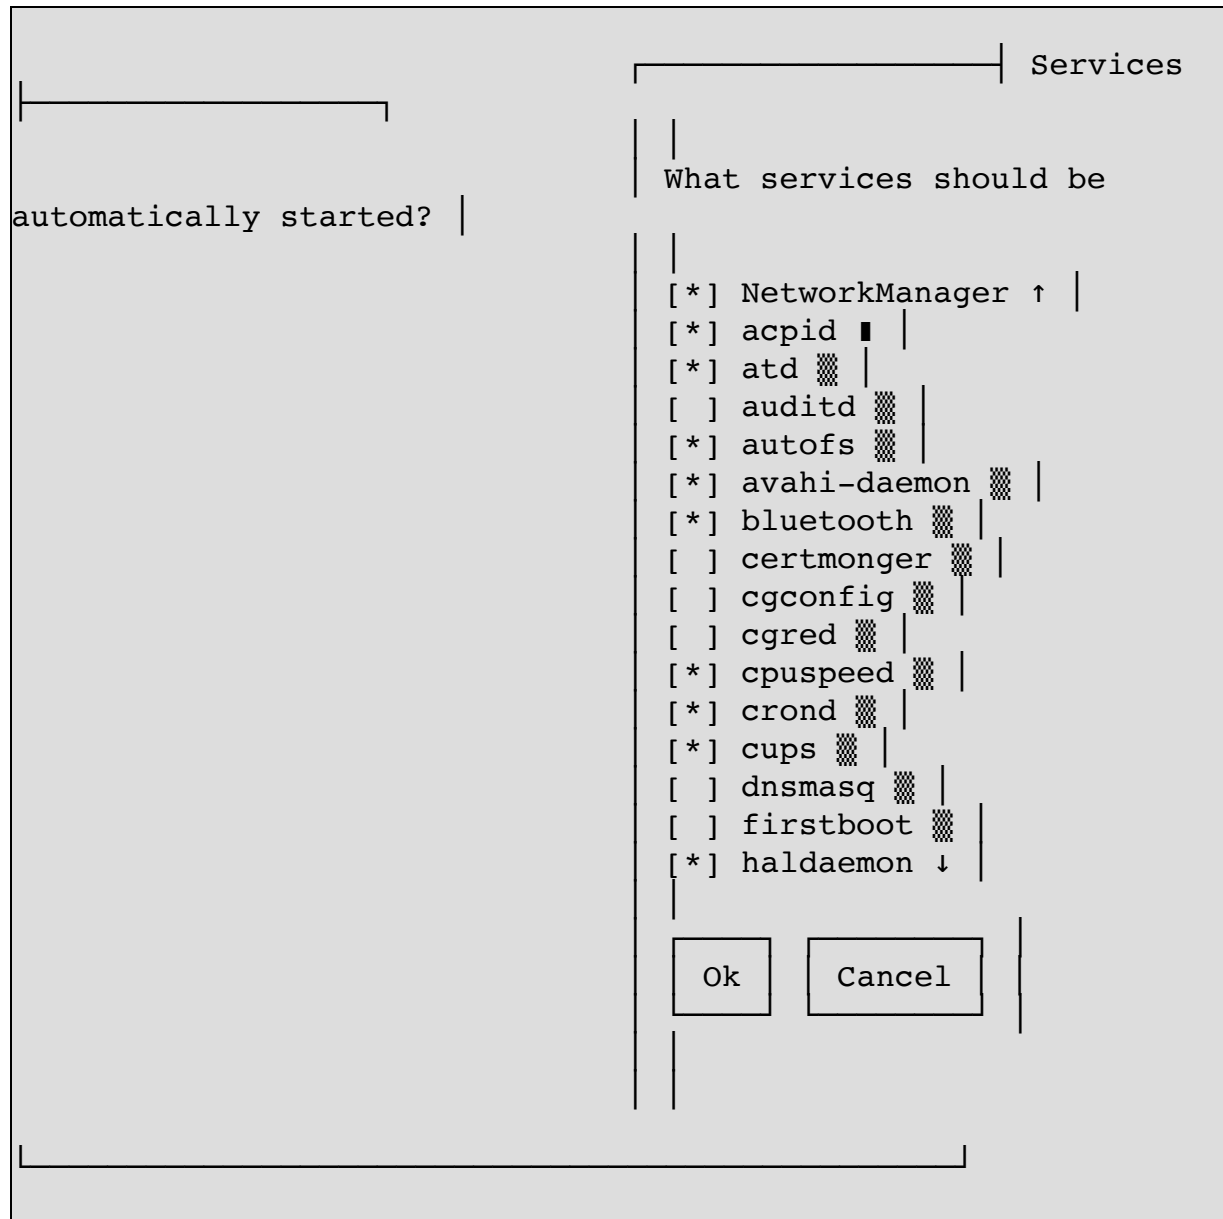 Services
What services should be
automatically started?
[*] NetworkManager ↑
[*] acpid
[*] atd ▒
[ ] auditd ▒
[*] autofs ▒
[*] avahi-daemon ▒
[*] bluetooth ▒
[ ] certmonger ▒
[ ] cgconfig ▒
[ ] cgred ▒
[*] cpuspeed ▒
[*] crond ▒
[*] cups ▒
[ ] dnsmasq ▒
[ ] firstboot ▒
[*] haldaemon ↓
Ok Cancel